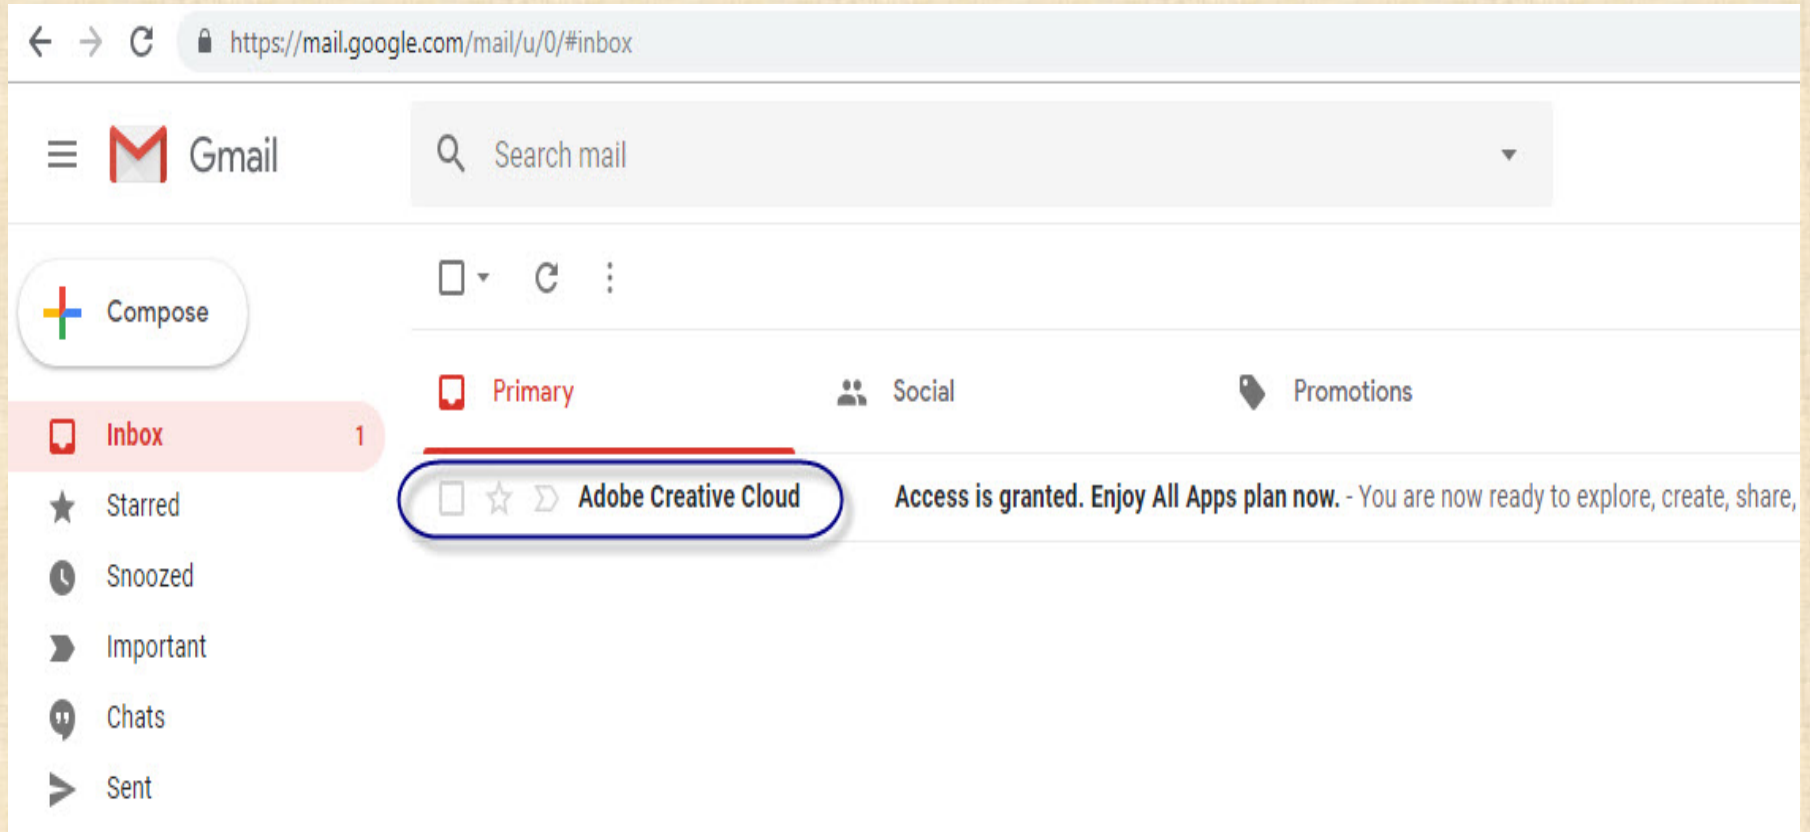 https://mail.google.com/mail/u/0/#inbox
Gmail
Search mail
Compose
Primary
Social
Promotions
Inbox 1
Adobe Creative Cloud Access is granted. Enjoy All Apps plan now. - You are now ready to explore, create, share,
Starred
Snoozed
Important
Chats
Sent